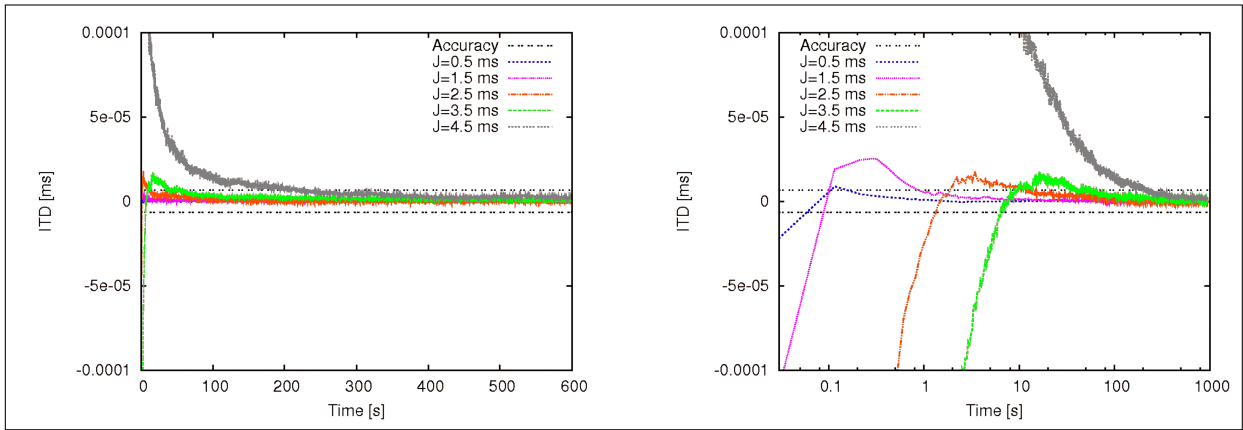 0.0001
5e-05
0
-5e-05
-0.0001
ITD [ms]
0 100 200 300 400 500 600
Time [s]
Accuracy
J=0.5 ms
J=1.5 ms
J=2.5 ms
J=3.5 ms
J=4.5 ms
0.0001
5e-05
0
-5e-05
-0.0001
ITD [ms]
0.1 1 10 100 1000
Time [s]
Accuracy
J=0.5 ms
J=1.5 ms
J=2.5 ms
J=3.5 ms
J=4.5 ms